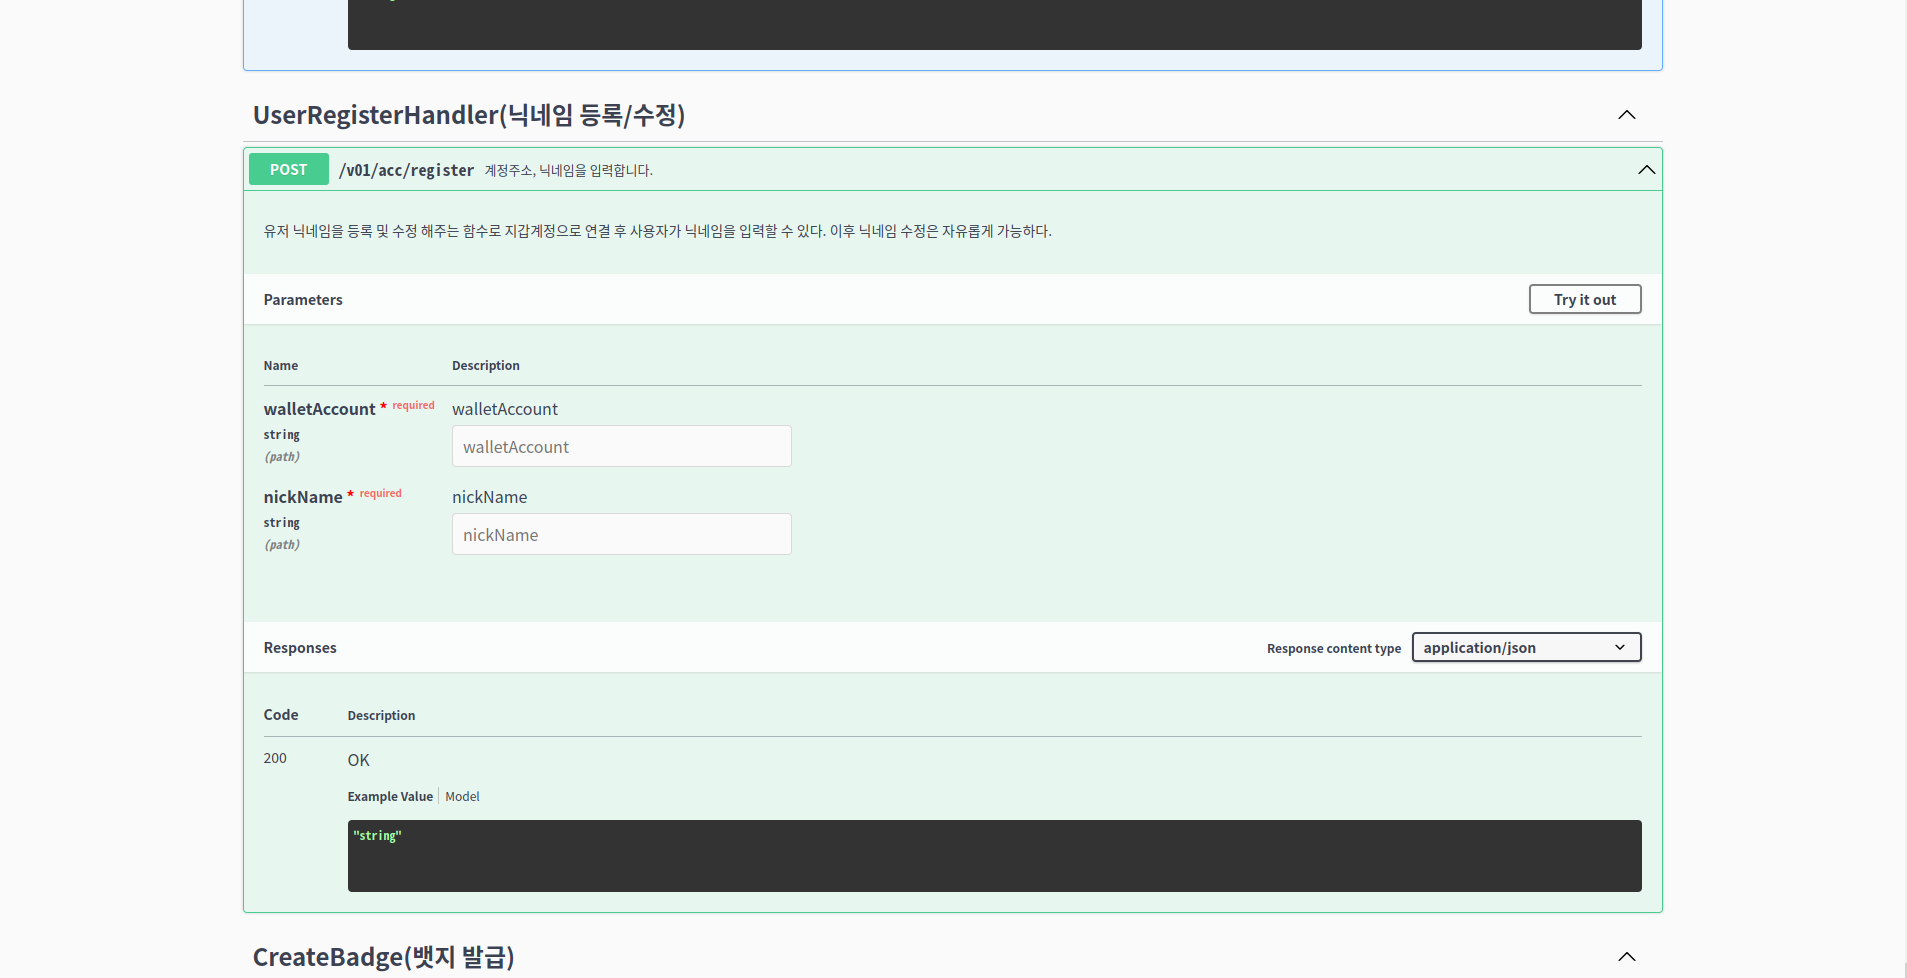 UserRegisterHandler(닉네임 등록/수정)
POST /v01/acc/register 계정주소, 닉네임을 입력합니다.
유저 닉네임을 등록 및 수정 해주는 함수로 지갑계정으로 연결 후 사용자가 닉네임을 입력할 수 있다. 이후 닉네임 수정은 자유롭게 가능하다.
Parameters Try it out
Name Description
walletAccount * required walletAccount
string
(path)
walletAccount
nickName * required nickName
string
(path)
nickName
Responses Response content type application/json
Code Description
200 OK
Example Value Model
"string"
CreateBadge(뱃지 발급)